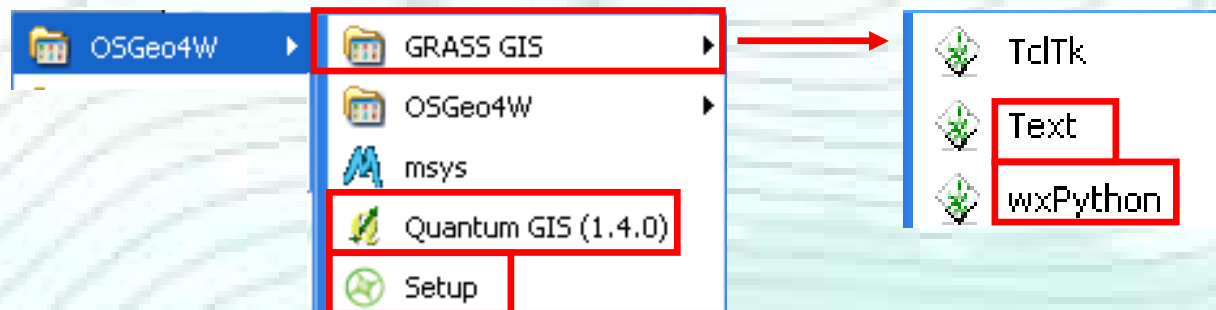 OSGeo4W
GRASS GIS
OSGeo4W
msys
Quantum GIS (1.4.0)
Setup
TclTk
Text
wxPython